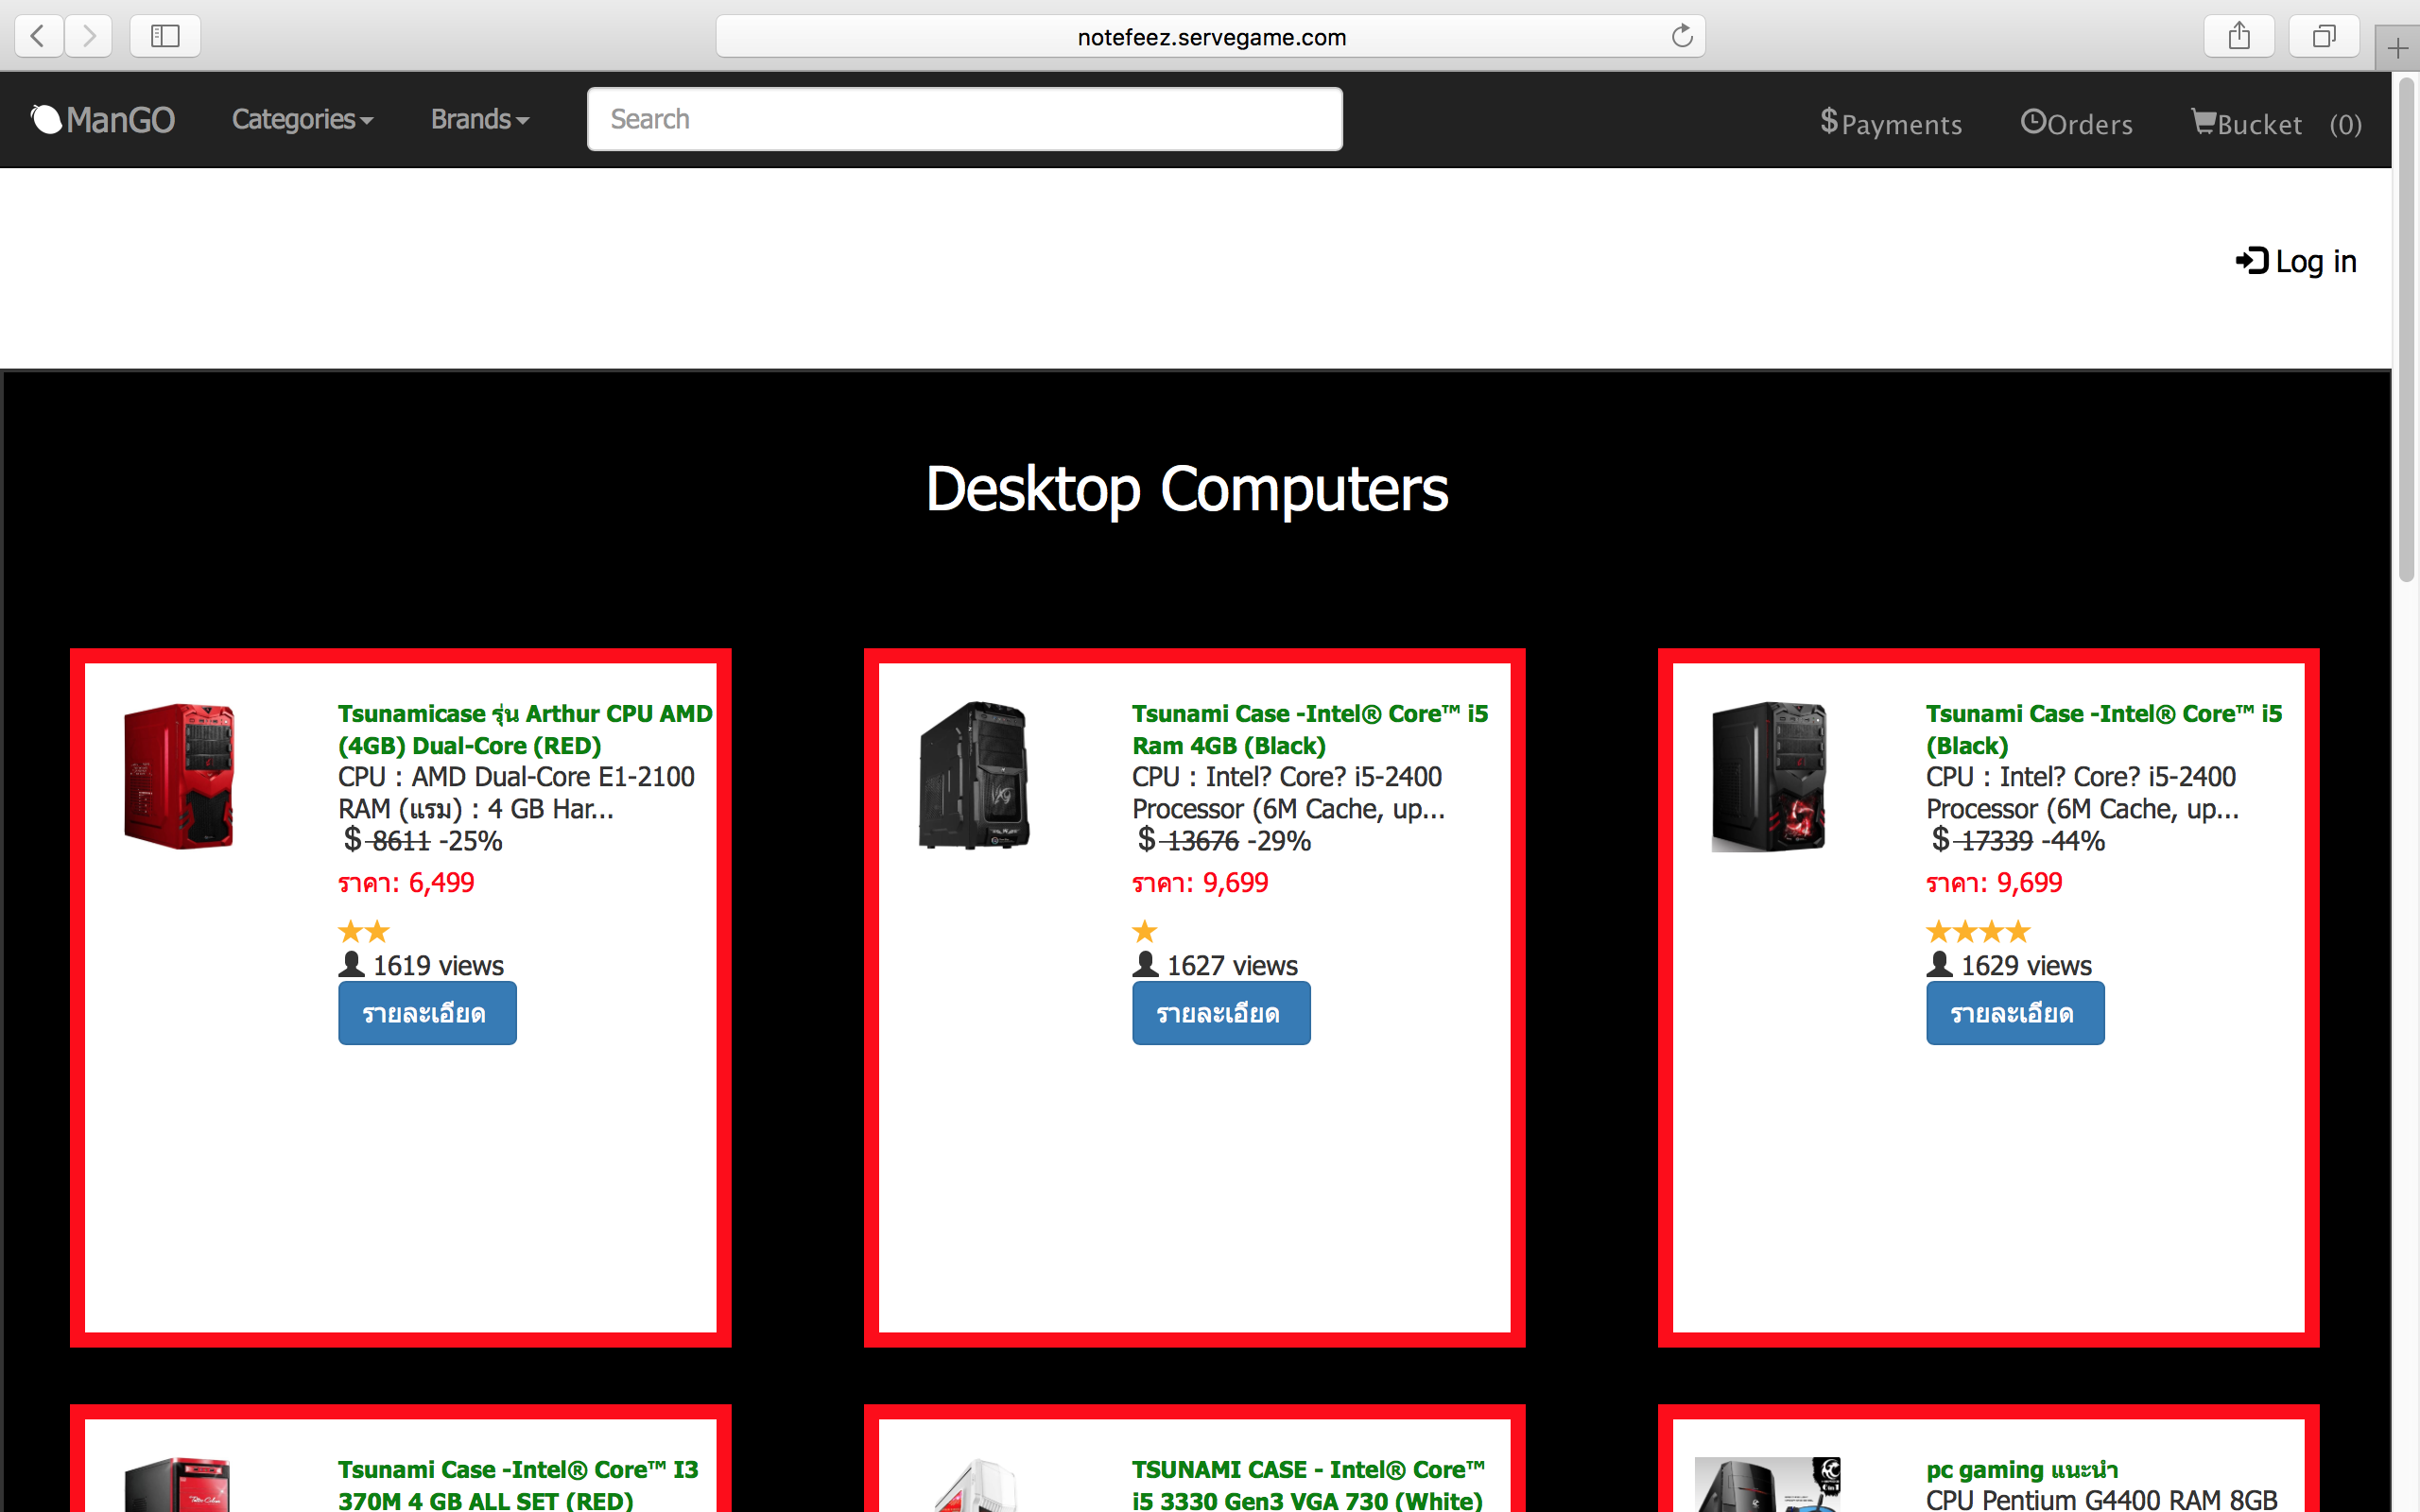 notefeez.servegame.com
ManGO Categories Brands Search $Payments Orders Bucket (0)
Log in
Desktop Computers
Tsunamicase รุ่น Arthur CPU AMD
(4GB) Dual-Core (RED)
CPU : AMD Dual-Core E1-2100
RAM (แรม) : 4 GB Har...
$ 8611 -25%
ราคา: 6,499
1619 views
รายละเอียด
Tsunami Case -Intel® Core™ i5
Ram 4GB (Black)
CPU : Intel? Core? i5-2400
Processor (6M Cache, up...
$ 13676 -29%
ราคา: 9,699
1627 views
รายละเอียด
Tsunami Case -Intel® Core™ i5
(Black)
CPU : Intel? Core? i5-2400
Processor (6M Cache, up...
$ 17339 -44%
ราคา: 9,699
1629 views
รายละเอียด
Tsunami Case -Intel® Core™ I3
370M 4 GB ALL SET (RED)
TSUNAMI CASE - Intel® Core™
i5 3330 Gen3 VGA 730 (White)
pc gaming แนะนำ
CPU Pentium G4400 RAM 8GB